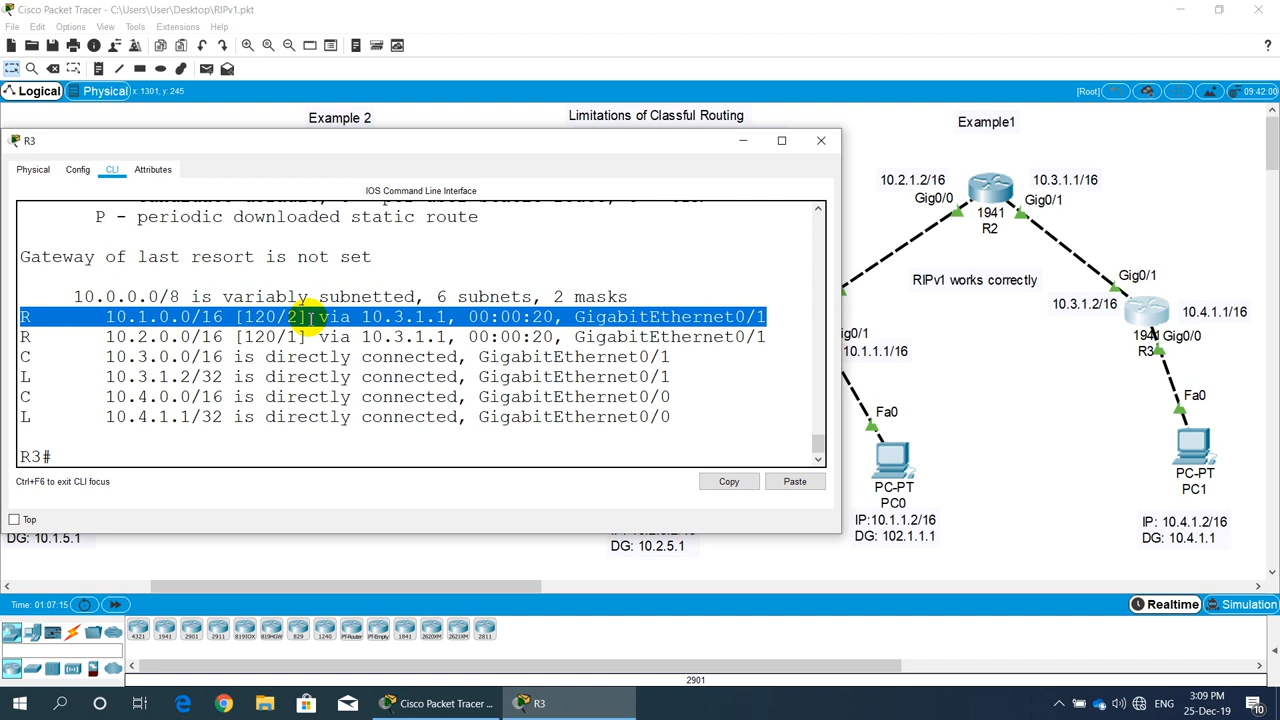 Cisco Packet Tracer - C:\Users\User\Desktop\RIPv1.pkt
File Edit Options View Tools Extensions Help
?
Logical Physical x: 1301, y: 245 [Root] 09:42:00
Example 2
Limitations of Classful Routing
Example1
R3
Physical Config CLI Attributes
IOS Command Line Interface
P - periodic downloaded static route
Gateway of last resort is not set
10.0.0.0/8 is variably subnetted, 6 subnets, 2 masks
R 10.1.0.0/16 [120/2] via 10.3.1.1, 00:00:20, GigabitEthernet0/1
R 10.2.0.0/16 [120/1] via 10.3.1.1, 00:00:20, GigabitEthernet0/1
C 10.3.0.0/16 is directly connected, GigabitEthernet0/1
L 10.3.1.2/32 is directly connected, GigabitEthernet0/1
C 10.4.0.0/16 is directly connected, GigabitEthernet0/0
L 10.4.1.1/32 is directly connected, GigabitEthernet0/0
R3#
Ctrl+F6 to exit CLI focus
Copy Paste
Top
10.2.1.2/16
Gig0/0
10.3.1.1/16
Gig0/1
1941
R2
RIPv1 works correctly
Gig0/1
10.3.1.2/16
10.4.1.1/16
1941
R3
Gig0/0
10.1.1.1/16
Fa0
PC-PT
PC0
IP:10.1.1.2/16
DG: 102.1.1.1
Fa0
PC-PT
PC1
IP: 10.4.1.2/16
DG: 10.4.1.1
DG: 10.1.5.1
DG: 10.2.5.1
Time: 01:07:15
Realtime Simulation
4321 1941 2901 2911 819IOX 819HGW 829 1240 PT-Router PT-Empty 1841 2620XM 2621XM 2811
2901
Cisco Packet Tracer ...
R3
ENG
3:09 PM
25-Dec-19
10